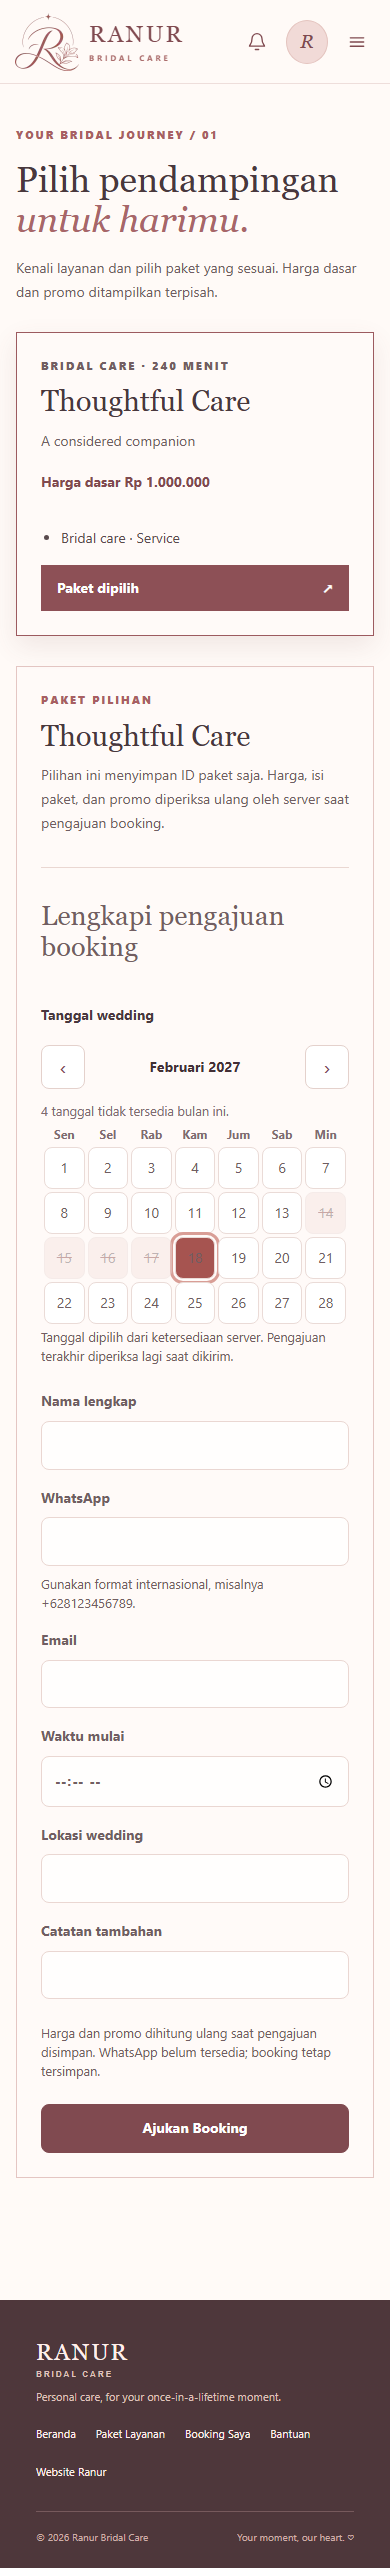 RANUR
BRIDAL CARE
R
YOUR BRIDAL JOURNEY / 01
Pilih pendampingan
untuk harimu.
Kenali layanan dan pilih paket yang sesuai. Harga dasar
dan promo ditampilkan terpisah.
BRIDAL CARE · 240 MENIT
Thoughtful Care
A considered companion
Harga dasar Rp 1.000.000
• Bridal care · Service
Paket dipilih ↗
PAKET PILIHAN
Thoughtful Care
Pilihan ini menyimpan ID paket saja. Harga, isi
paket, dan promo diperiksa ulang oleh server saat
pengajuan booking.
Lengkapi pengajuan
booking
Tanggal wedding
‹ Februari 2027 ›
4 tanggal tidak tersedia bulan ini.
Sen Sel Rab Kam Jum Sab Min
1 2 3 4 5 6 7
8 9 10 11 12 13 14
15 16 17 18 19 20 21
22 23 24 25 26 27 28
Tanggal dipilih dari ketersediaan server. Pengajuan
terakhir diperiksa lagi saat dikirim.
Nama lengkap
WhatsApp
Gunakan format internasional, misalnya
+628123456789.
Email
Waktu mulai
--:-- --
Lokasi wedding
Catatan tambahan
Harga dan promo dihitung ulang saat pengajuan
disimpan. WhatsApp belum tersedia; booking tetap
tersimpan.
Ajukan Booking
RANUR
BRIDAL CARE
Personal care, for your once-in-a-lifetime moment.
Beranda Paket Layanan Booking Saya Bantuan
Website Ranur
© 2026 Ranur Bridal Care Your moment, our heart. ♡